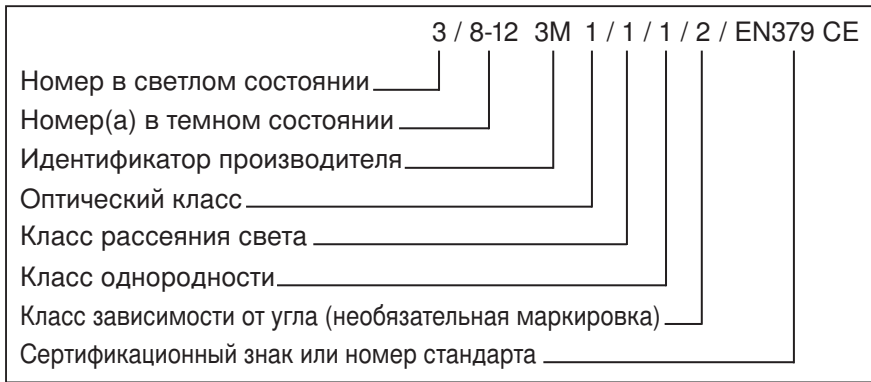 3 / 8-12 3M 1 / 1 / 1 / 2 / EN379 CE
Номер в светлом состоянии
Номер(а) в темном состоянии
Идентификатор производителя
Оптический класс
Класс рассеяния света
Класс однородности
Класс зависимости от угла (необязательная маркировка)
Сертификационный знак или номер стандарта